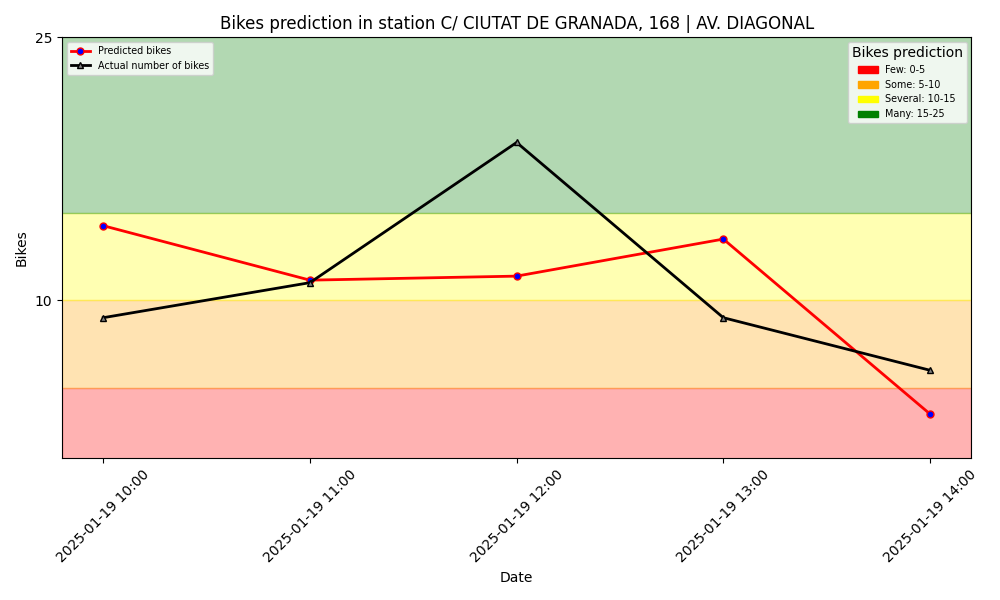 Bikes prediction in station C/ CIUTAT DE GRANADA, 168 | AV. DIAGONAL
25
10
Bikes
Predicted bikes
Actual number of bikes
Bikes prediction
Few: 0-5
Some: 5-10
Several: 10-15
Many: 15-25
2025-01-19 10:00
2025-01-19 11:00
2025-01-19 12:00
2025-01-19 13:00
2025-01-19 14:00
Date